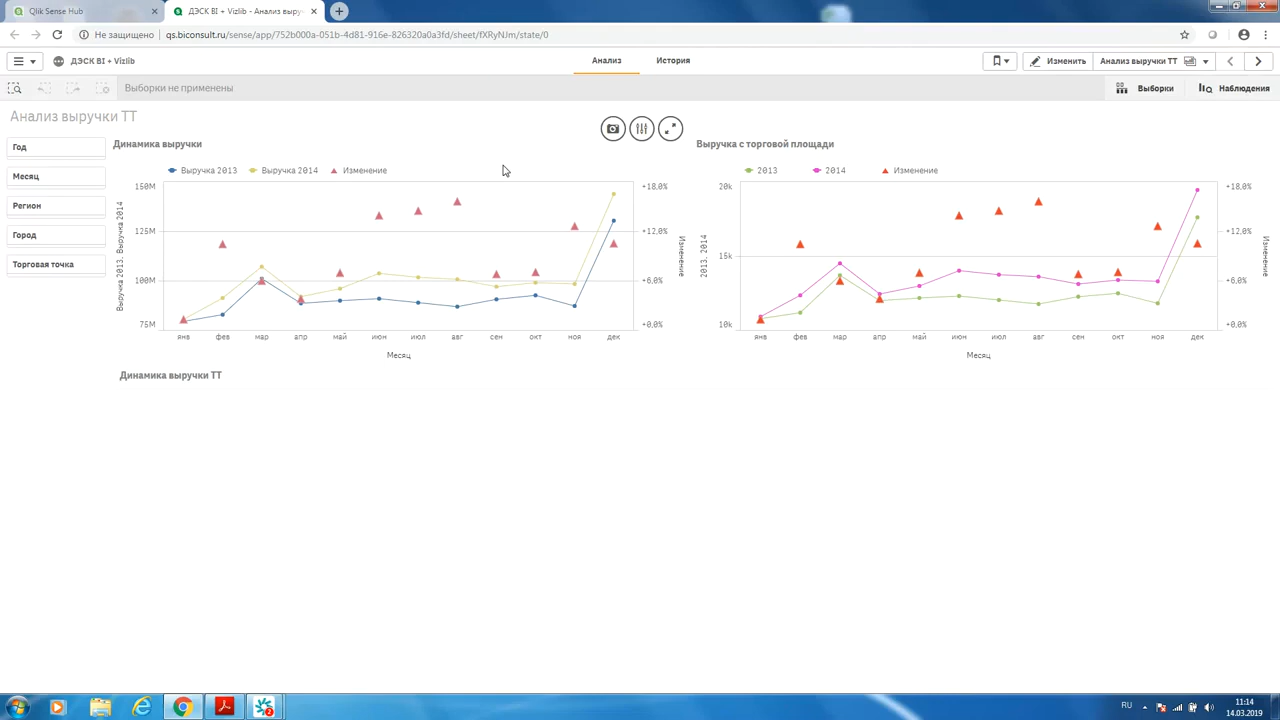 Qlik Sense Hub
ДЭСК BI + Vizlib - Анализ выру
Не защищено
qs.biconsult.ru/sense/app/752b000a-051b-4d81-916e-826320a0a3fd/sheet/fXRyNJm/state/0
ДЭСК BI + Vizlib
Анализ
История
Изменить
Анализ выручки ТТ
Выборки не применены
Выборки
Наблюдения
Анализ выручки ТТ
Год
Месяц
Регион
Город
Торговая точка
Динамика выручки
Выручка 2013
Выручка 2014
Изменение
Выручка 2013. Выручка 2014
150M
125M
100M
75M
+18,0%
+12,0%
+6,0%
+0,0%
Изменение
янв фев мар апр май июн июл авг сен окт ноя дек
Месяц
Выручка с торговой площади
2013
2014
Изменение
2013. 2014
20k
15k
10k
+18,0%
+12,0%
+6,0%
+0,0%
Изменение
янв фев мар апр май июн июл авг сен окт ноя дек
Месяц
Динамика выручки ТТ
RU
11:14
14.03.2019